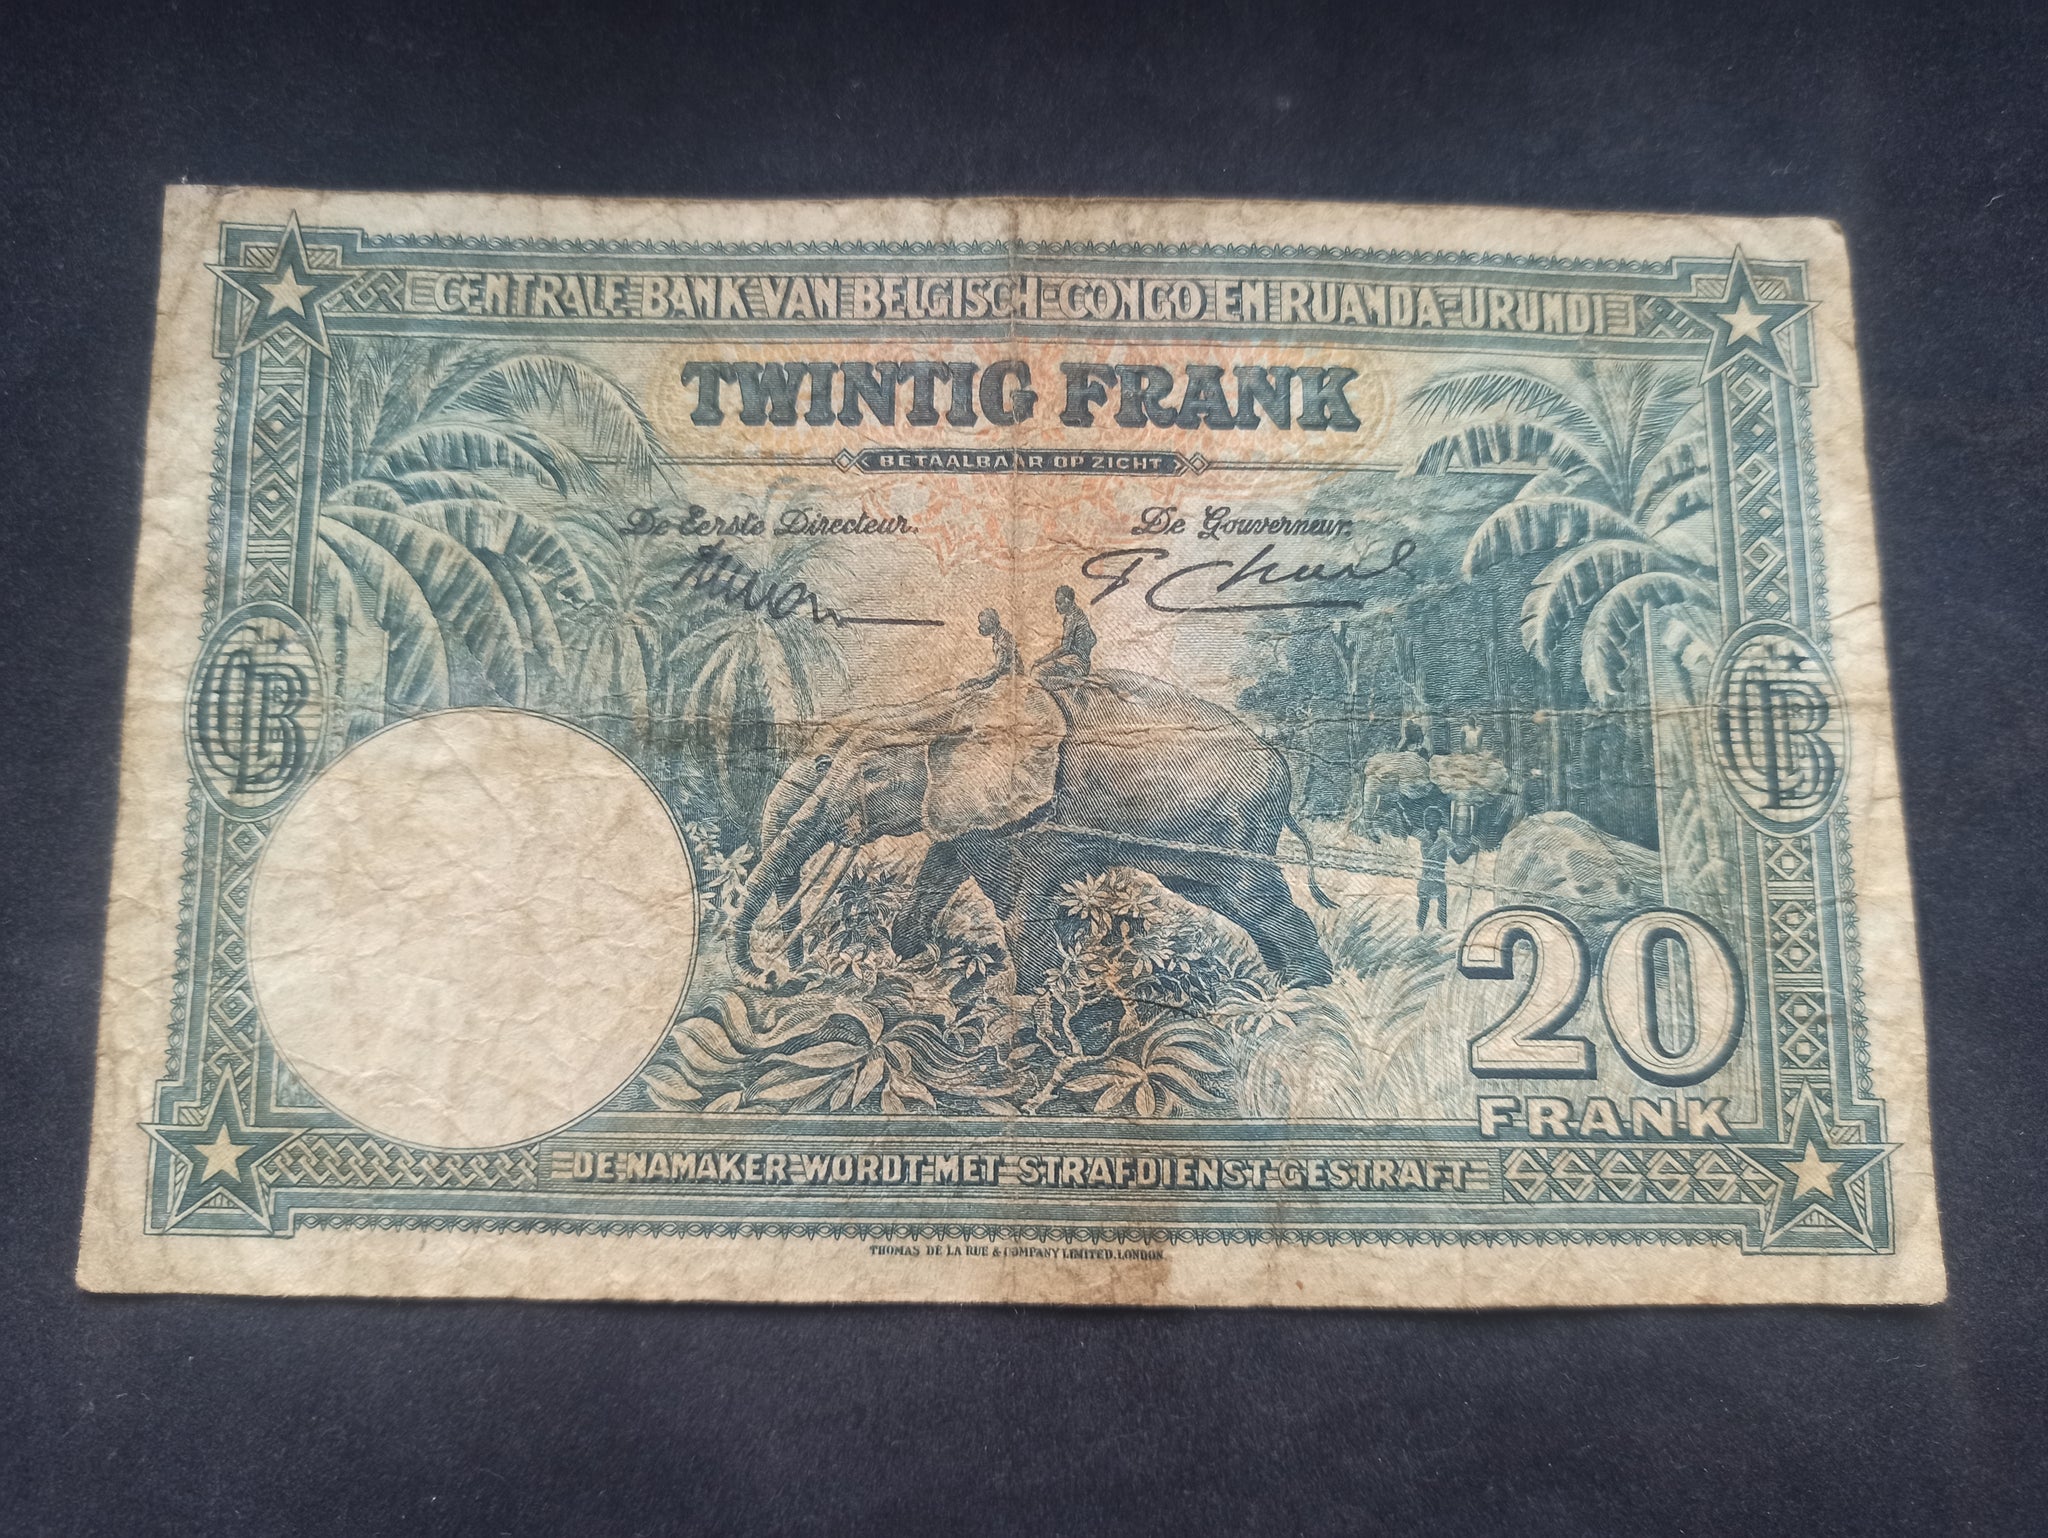 CENTRALE BANK VAN BELGISCH-CONGO EN RUANDA-URUNDI
TWINTIG FRANK
BETAALBAAR OP ZICHT
De Eerste Directeur.
De Gouverneur.
20
FRANK
DE NAMAKER WORDT MET STRAFDIENST GESTRAFT
THOMAS DE LA RUE & COMPANY LIMITED. LONDON.